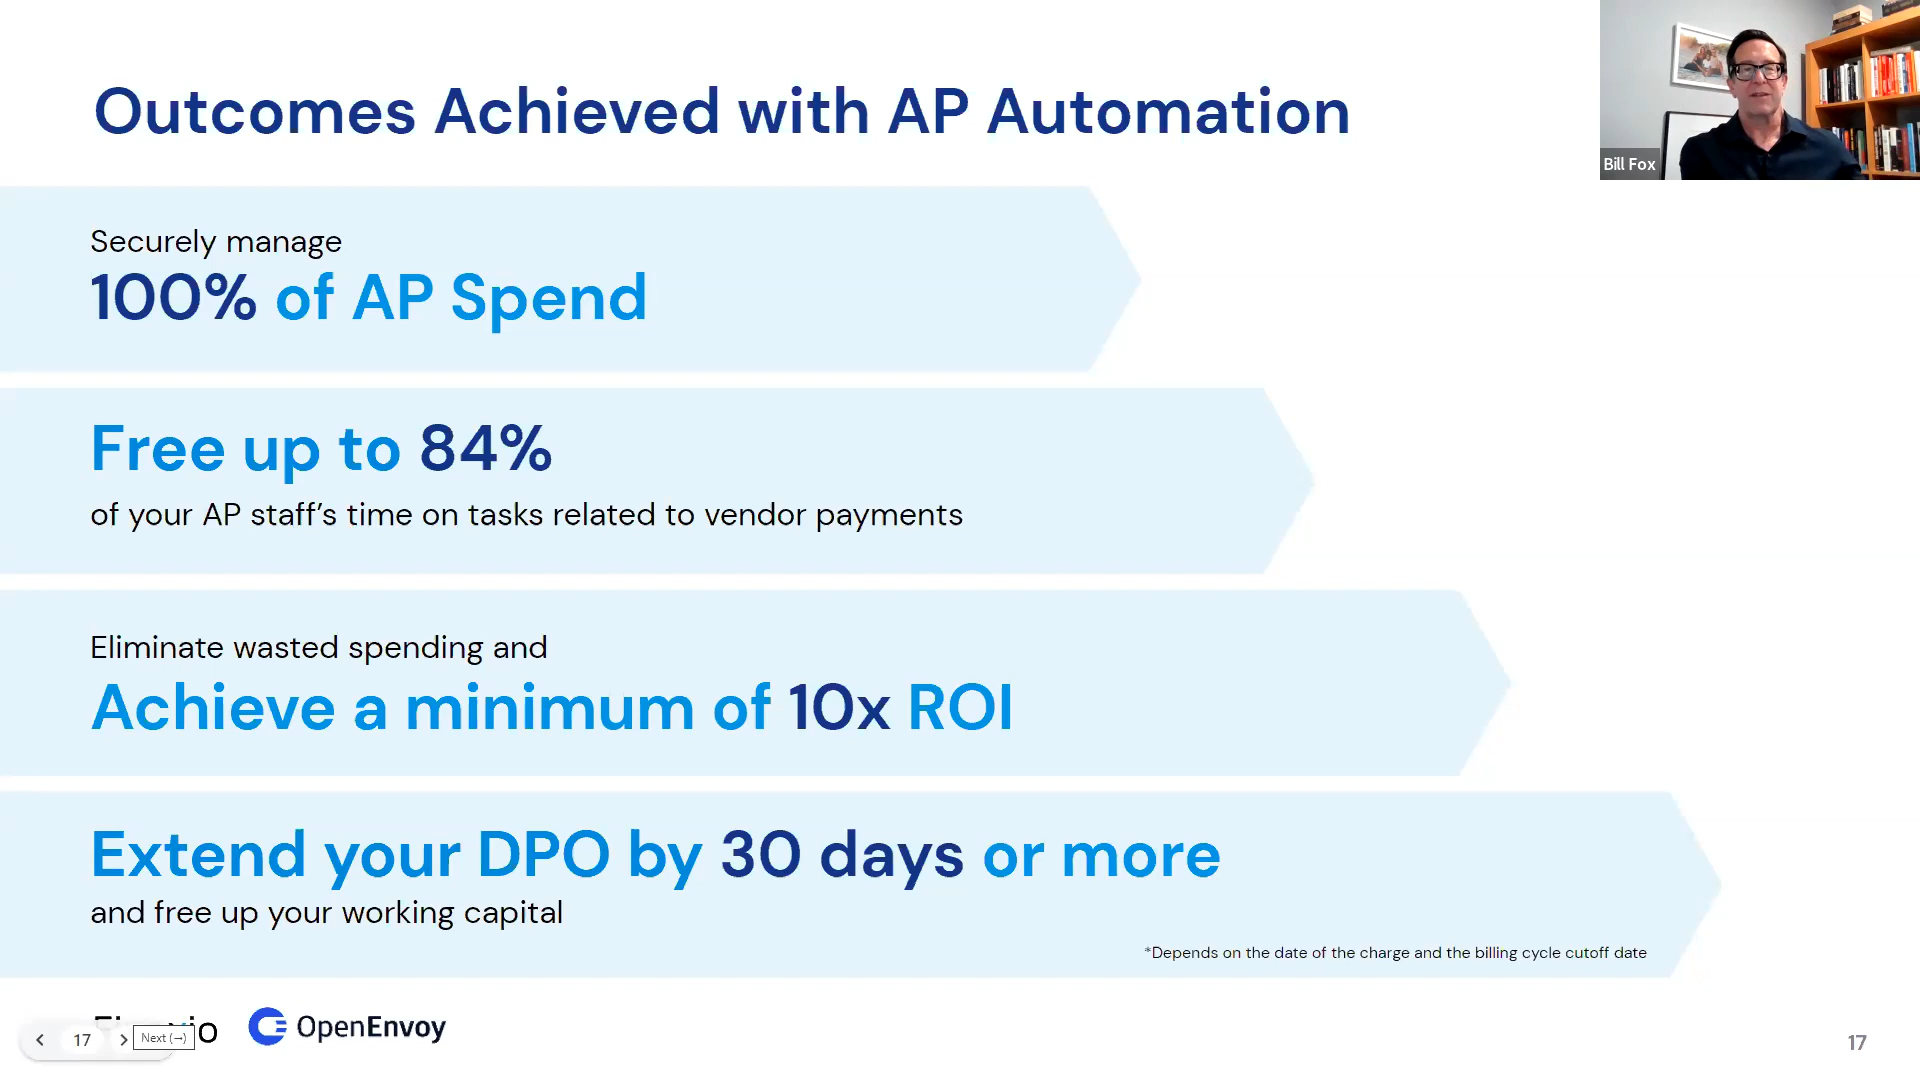 Outcomes Achieved with AP Automation
Bill Fox
Securely manage
100% of AP Spend
Free up to 84%
of your AP staff’s time on tasks related to vendor payments
Eliminate wasted spending and
Achieve a minimum of 10x ROI
Extend your DPO by 30 days or more
and free up your working capital
*Depends on the date of the charge and the billing cycle cutoff date
OpenEnvoy
17
Next (→)
17